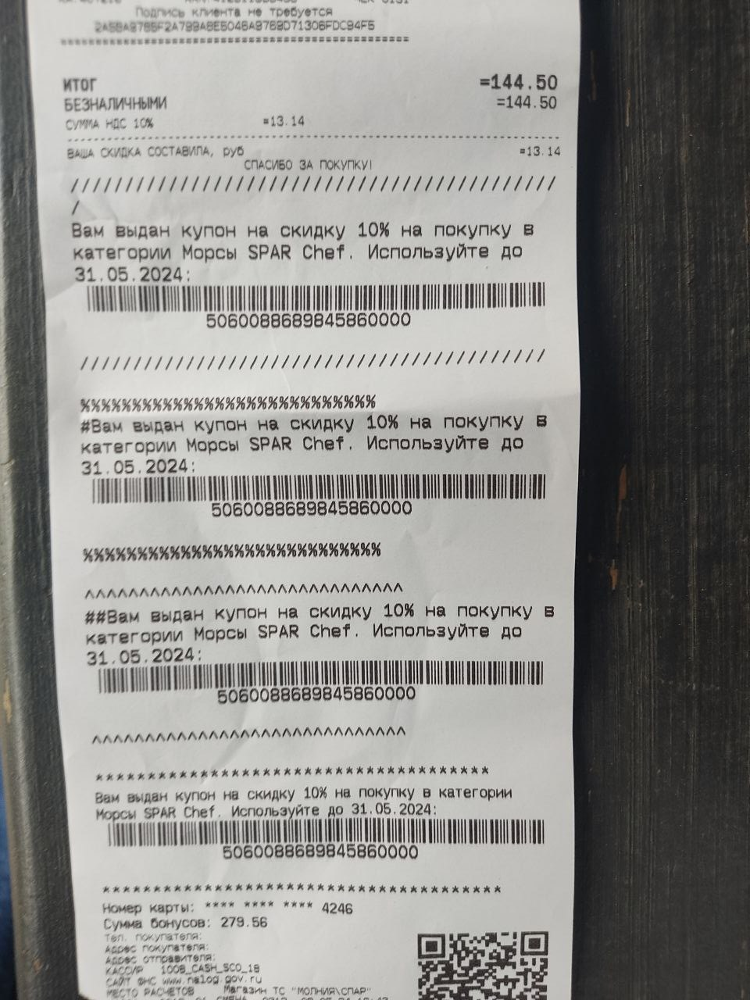 Подпись клиента не требуется
=144.50
ИТОГ
БЕЗНАЛИЧНЫМИ =144.50
СУММА НДС 10% =13.14
ВАША СКИДКА СОСТАВИЛА, руб =13.14
СПАСИБО ЗА ПОКУПКУ!
/////////////////////////////////////////////
/
Вам выдан купон на скидку 10% на покупку в
категории Морсы SPAR Chef. Используйте до
31.05.2024:
5060088689845860000
////////////////////////////////////////////
%%%%%%%%%%%%%%%%%%%%%%%%%%%%
#Вам выдан купон на скидку 10% на покупку в
категории Морсы SPAR Chef. Используйте до
31.05.2024:
5060088689845860000
%%%%%%%%%%%%%%%%%%%%%%%%%%%%
^^^^^^^^^^^^^^^^^^^^^^^^^^^^^^
##Вам выдан купон на скидку 10% на покупку в
категории Морсы SPAR Chef. Используйте до
31.05.2024:
5060088689845860000
^^^^^^^^^^^^^^^^^^^^^^^^^^^^^^
* * * * * * * * * * * * * * * * * * * * * * * * * * * * * * * * * * * * * *
Вам выдан купон на скидку 10% на покупку в категории
Морсы SPAR Chef. Используйте до 31.05.2024:
5060088689845860000
* * * * * * * * * * * * * * * * * * * * * * * * * * * * * * * * * * * * * *
Номер карты: **** **** **** 4246
Сумма бонусов: 279.56
Тел. покупателя:
Адрес покупателя:
Адрес отправителя:
КАССИР 1008_CASH_SCO_18
САЙТ ФНС www.nalog.gov.ru
МЕСТО РАСЧЕТОВ Магазин ТС "МОЛНИЯ\СПАР"